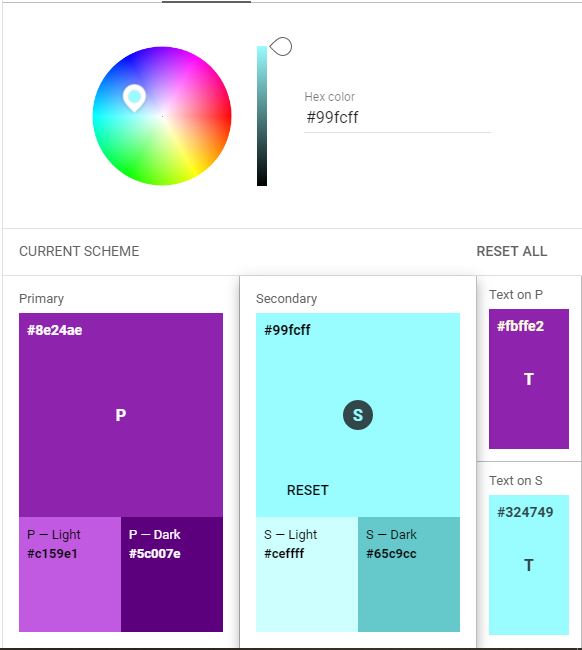 Hex color
#99fcff
CURRENT SCHEME
RESET ALL
Primary
#8e24ae
P
P — Light
#c159e1
P — Dark
#5c007e
Secondary
#99fcff
S
RESET
S — Light
#ceffff
S — Dark
#65c9cc
Text on P
#fbffe2
T
Text on S
#324749
T